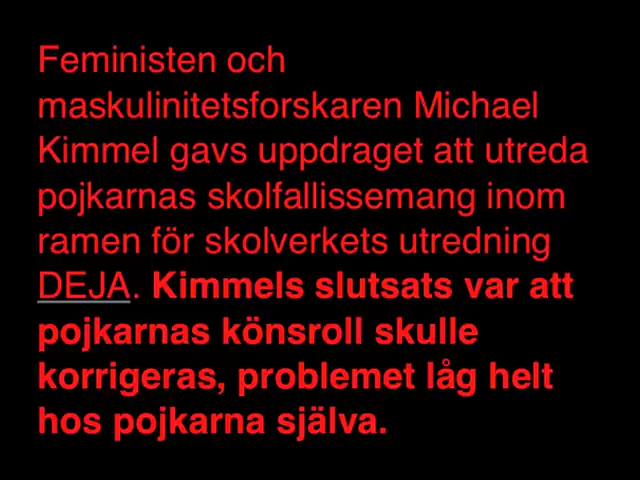 Feministen och
maskulinitetsforskaren Michael
Kimmel gavs uppdraget att utreda
pojkarnas skolfallissemang inom
ramen för skolverkets utredning
DEJA. Kimmels slutsats var att
pojkarnas könsroll skulle
korrigeras, problemet låg helt
hos pojkarna själva.